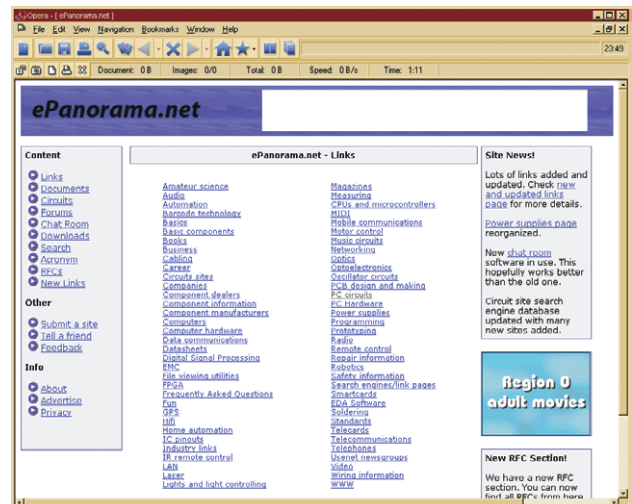 Opera - [ ePanorama.net ]
File Edit View Navigation Bookmarks Window Help
23:49
Document: 0 B Images: 0/0 Total: 0 B Speed: 0 B/s Time: 1:11
ePanorama.net
Content
Links
Documents
Circuits
Forums
Chat Room
Downloads
Search
Acronym
RFCs
New Links
Other
Submit a site
Tell a friend
Feedback
Info
About
Advertise
Privacy
ePanorama.net - Links
Amateur science
Audio
Automation
Barcode technology
Basics
Basic components
Books
Business
Cabling
Career
Circuits sites
Companies
Component dealers
Component information
Component manufacturers
Computers
Computer hardware
Data communications
Datasheets
Digital Signal Processing
EMC
File viewing utilities
FPGA
Frequently Asked Questions
Fun
GPS
Hifi
Home automation
IC pinouts
Industry links
IR remote control
LAN
Laser
Lights and light controlling
Magazines
Measuring
CPUs and microcontrollers
MIDI
Mobile communications
Motor control
Music circuits
Networking
Optics
Optoelectronics
Oscillator circuits
PCB design and making
PC circuits
PC Hardware
Power supplies
Programming
Prototyping
Radio
Remote control
Repair information
Robotics
Safety information
Search engines/link pages
Smartcards
EDA Software
Soldering
Standards
Telecards
Telecommunications
Telephones
Usenet newsgroups
Video
Wiring information
WWW
Site News!
Lots of links added and
updated. Check new
and updated links
page for more details.
Power supplies page
reorganized.
New chat room
software in use. This
hopefully works better
than the old one.
Circuit site search
engine database
updated with many
new sites added.
Region 0
adult movies
New RFC Section!
We have a new RFC
section. You can now
find all RFCs from here